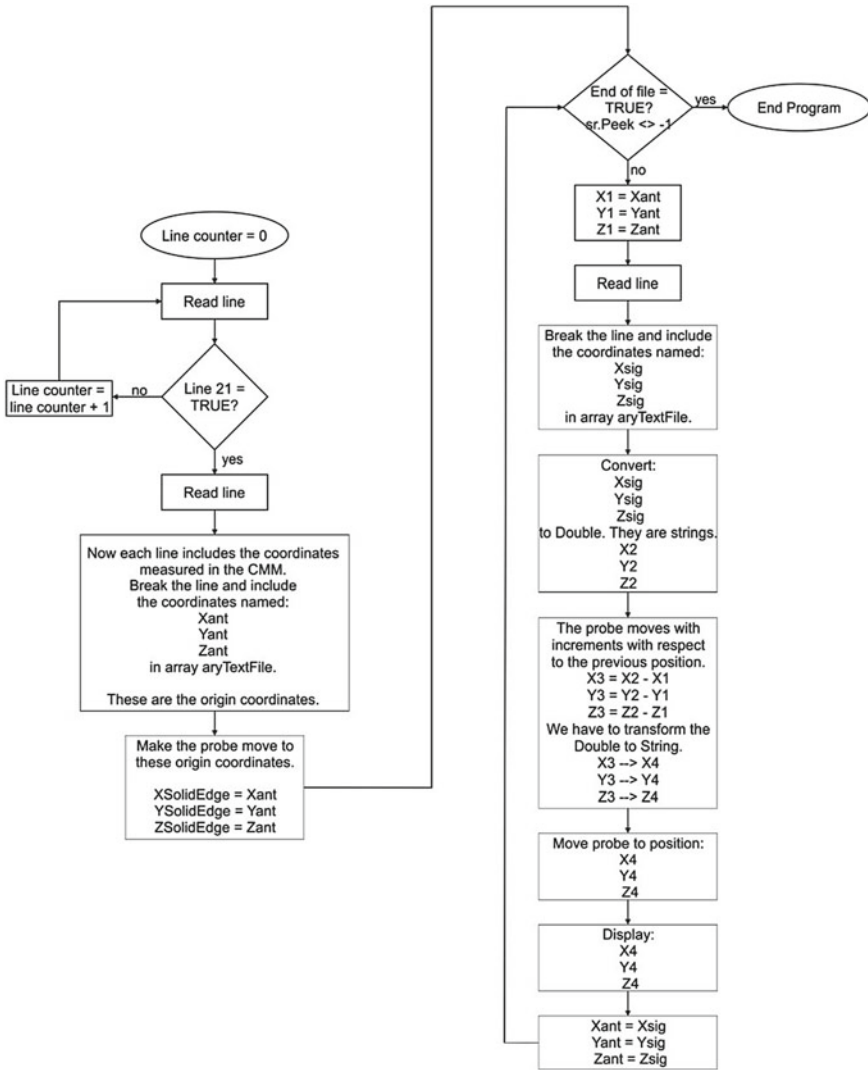 Line counter = 0
Read line
Line 21 =
TRUE?
no
Line counter =
line counter + 1
yes
Read line
Now each line includes the coordinates
measured in the CMM.
Break the line and include
the coordinates named:
Xant
Yant
Zant
in array aryTextFile.
These are the origin coordinates.
Make the probe move to
these origin coordinates.
XSolidEdge = Xant
YSolidEdge = Yant
ZSolidEdge = Zant
End of file =
TRUE?
sr.Peek <> -1
yes
End Program
no
X1 = Xant
Y1 = Yant
Z1 = Zant
Read line
Break the line and include
the coordinates named:
Xsig
Ysig
Zsig
in array aryTextFile.
Convert:
Xsig
Ysig
Zsig
to Double. They are strings.
X2
Y2
Z2
The probe moves with
increments with respect
to the previous position.
X3 = X2 - X1
Y3 = Y2 - Y1
Z3 = Z2 - Z1
We have to transform the
Double to String.
X3 --> X4
Y3 --> Y4
Z3 --> Z4
Move probe to position:
X4
Y4
Z4
Display:
X4
Y4
Z4
Xant = Xsig
Yant = Ysig
Zant = Zsig